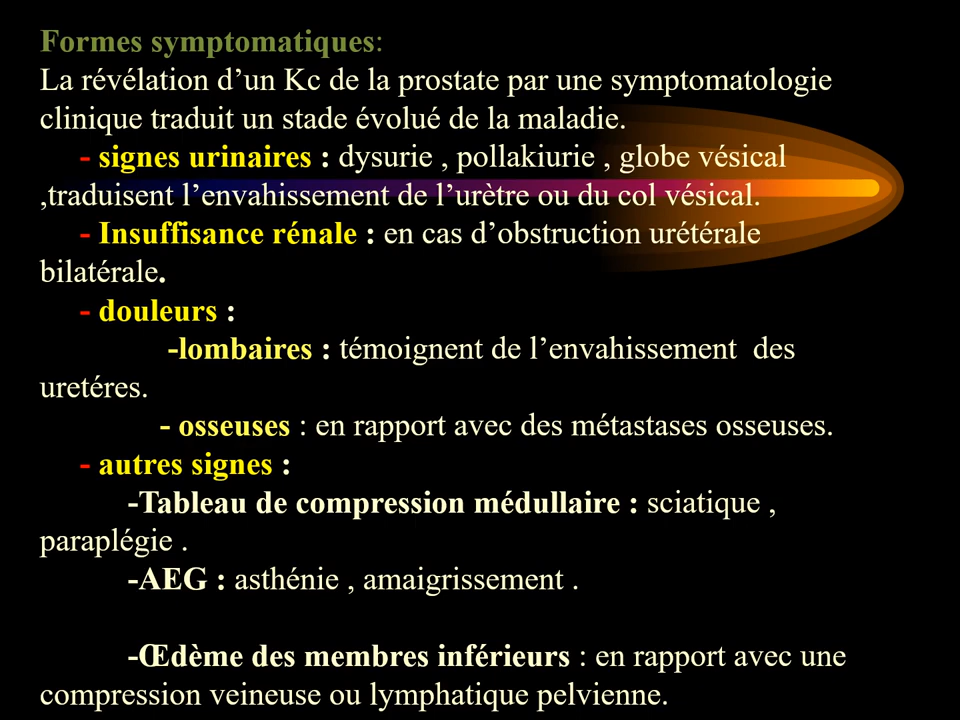 Formes symptomatiques:
La révélation d’un Kc de la prostate par une symptomatologie
clinique traduit un stade évolué de la maladie.
- signes urinaires : dysurie , pollakiurie , globe vésical
,traduisent l’envahissement de l’urètre ou du col vésical.
- Insuffisance rénale : en cas d’obstruction urétérale
bilatérale.
- douleurs :
-lombaires : témoignent de l’envahissement des
uretéres.
- osseuses : en rapport avec des métastases osseuses.
- autres signes :
-Tableau de compression médullaire : sciatique ,
paraplégie .
-AEG : asthénie , amaigrissement .
-Œdème des membres inférieurs : en rapport avec une
compression veineuse ou lymphatique pelvienne.